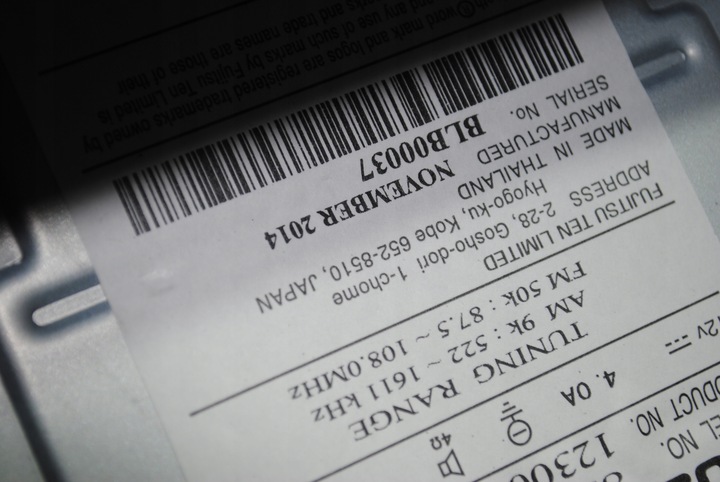 EL NO.
DUCT NO. 12300
12V 4.0A 4Ω
TUNING RANGE
AM 9k : 522 ~ 1611 kHz
FM 50k : 87.5 ~ 108.0MHz
FUJITSU TEN LIMITED
ADDRESS 2-28, Gosho-dori 1-chome
Hyogo-ku, Kobe 652-8510, JAPAN
MADE IN THAILAND
MANUFACTURED NOVEMBER 2014
SERIAL No. BLB00037
th® word mark and logos are registered trademarks owned by
and any use of such marks by Fujitsu Ten Limited is
and trade names are those of their